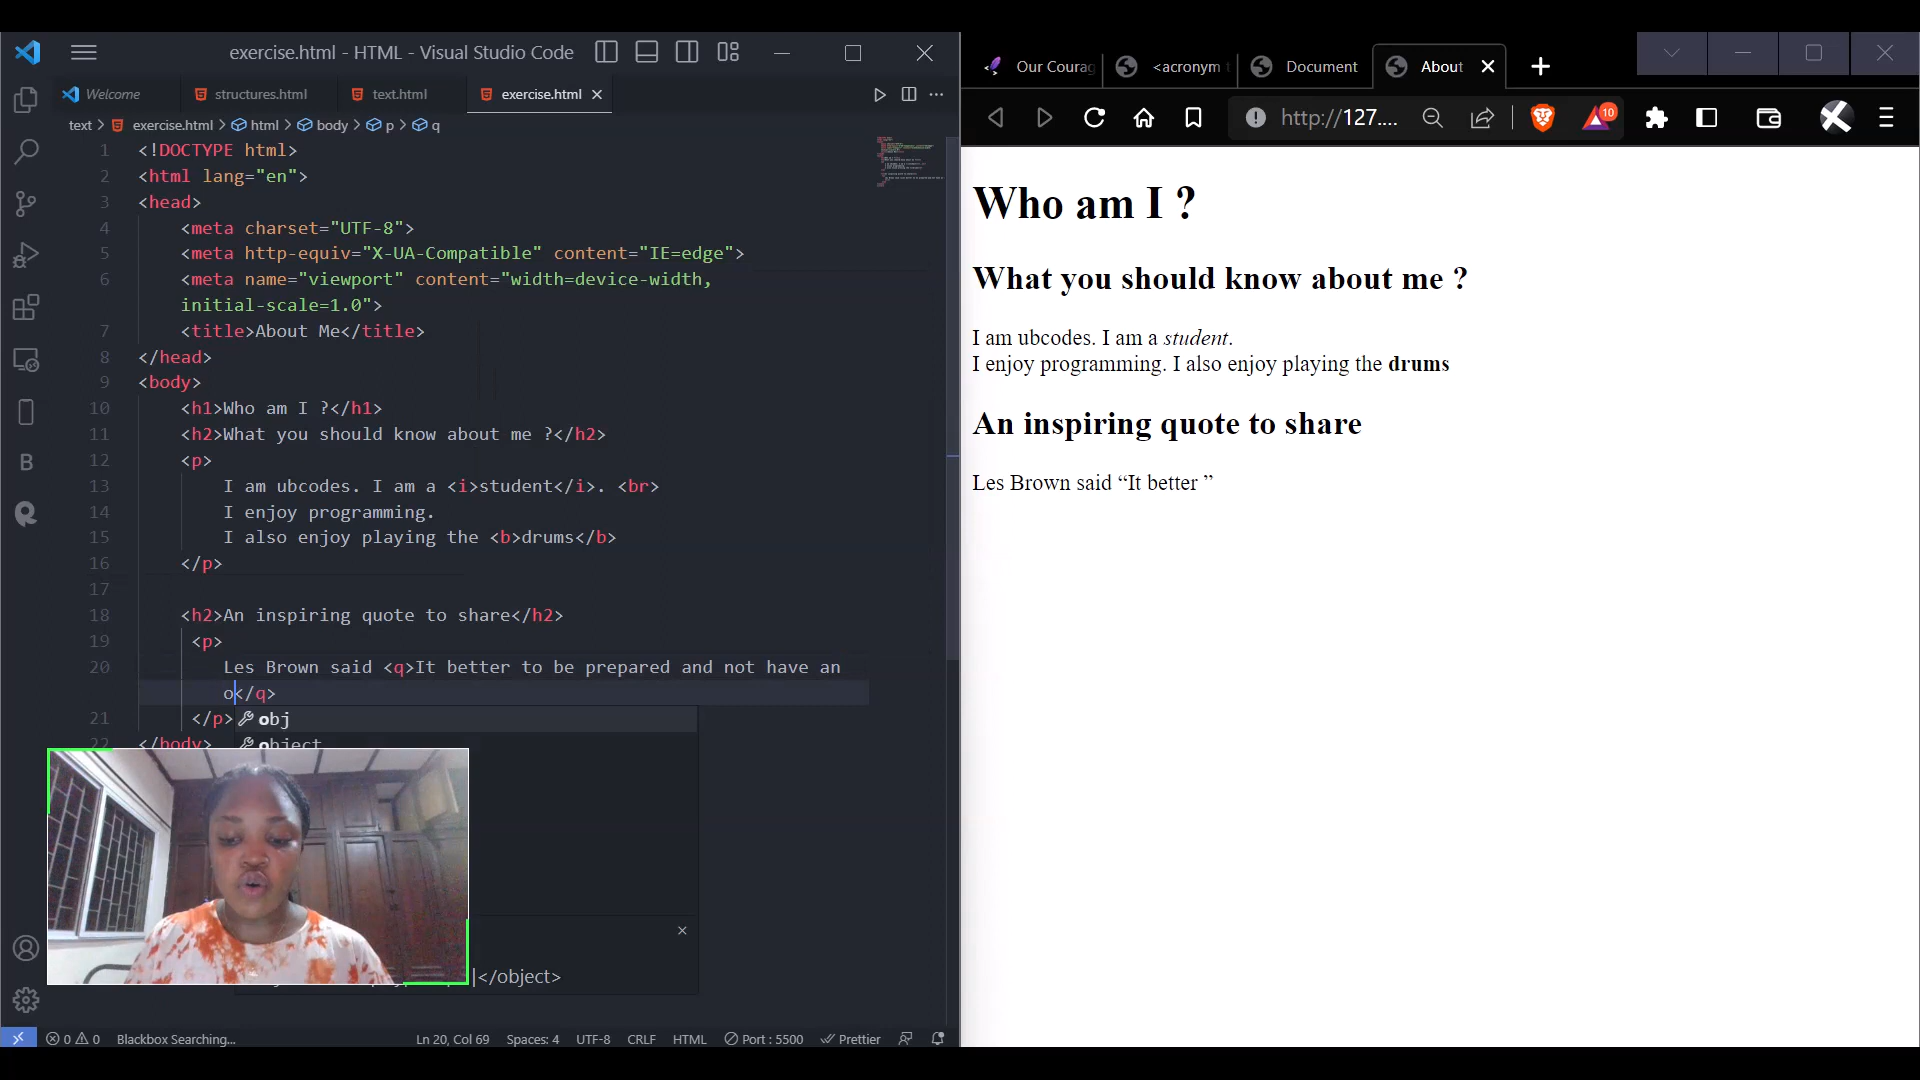 exercise.html - HTML - Visual Studio Code
Welcome
structures.html
text.html
exercise.html
text > exercise.html > html > body > p > q
1 <!DOCTYPE html>
2 <html lang="en">
3 <head>
4 <meta charset="UTF-8">
5 <meta http-equiv="X-UA-Compatible" content="IE=edge">
6 <meta name="viewport" content="width=device-width,
initial-scale=1.0">
7 <title>About Me</title>
8 </head>
9 <body>
10 <h1>Who am I ?</h1>
11 <h2>What you should know about me ?</h2>
12 <p>
13 I am ubcodes. I am a <i>student</i>. <br>
14 I enjoy programming.
15 I also enjoy playing the <b>drums</b>
16 </p>
17
18 <h2>An inspiring quote to share</h2>
19 <p>
20 Les Brown said <q>It better to be prepared and not have an
o</q>
21 </p>
obj
22 </body>
object
|</object>
0 0 Blackbox Searching...
Ln 20, Col 69
Spaces: 4
UTF-8
CRLF
HTML
Port : 5500
Prettier
Our Courag
<acronym t
Document
Abou
http://127....
10
Who am I ?
What you should know about me ?
I am ubcodes. I am a student.
I enjoy programming. I also enjoy playing the drums
An inspiring quote to share
Les Brown said “It better ”